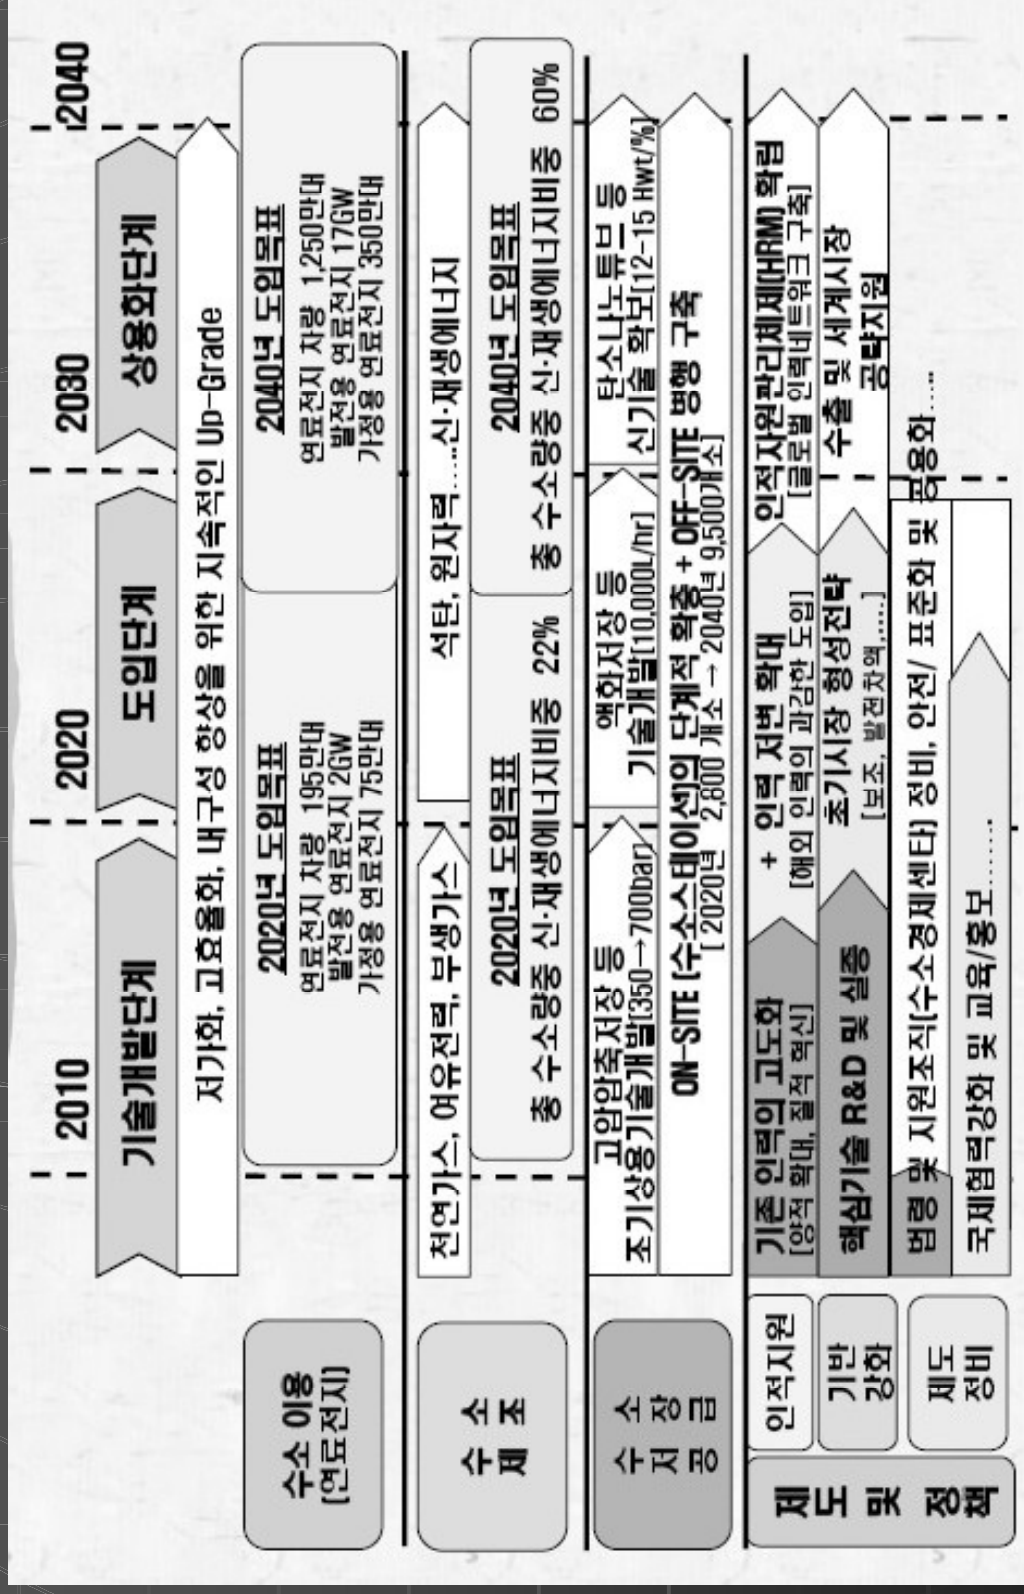 2010 2020 2030 2040
기술개발단계 도입단계 상용화단계
저가화, 고효율화, 내구성 향상을 위한 지속적인 Up-Grade
수소 이용
(연료전지)
2020년 도입목표
연료전지 차량 195만대
발전용 연료전지 2GW
가정용 연료전지 75만대
2040년 도입목표
연료전지 차량 1,250만대
발전용 연료전지 17GW
가정용 연료전지 350만대
수 소
제 조
천연가스, 여유전력, 부생가스
석탄, 원자력.....신·재생에너지
2020년 도입목표
총 수소량중 신·재생에너지비중 22%
2040년 도입목표
총 수소량중 신·재생에너지비중 60%
수 소
저 장
공 급
고압압축저장 등
조기상용기술개발[350→700bar]
액화저장 등
기술개발[10,000L/hr]
탄소나노튜브 등
신기술 확보[12-15 Hwt/%]
ON-SITE (수소스테이션)의 단계적 확충 + OFF-SITE 병행 구축
[ 2020년 2,800 개소 → 2040년 9,500개소]
제도 및 정책
인적지원
기존 인력의 고도화
[양적 확대, 질적 혁신]
+ 인력 저변 확대
[해외 인력의 과감한 도입]
인적자원관리체제(HRM) 확립
[글로벌 인력네트워크 구축]
기반
강화
핵심기술 R&D 및 실증
초기시장 형성전략
[보조, 발전차액,....]
수출 및 세계시장
공략지원
제도
정비
법령 및 지원조직(수소경제센타) 정비, 안전/ 표준화 및 공용화.....
국제협력강화 및 교육/홍보........